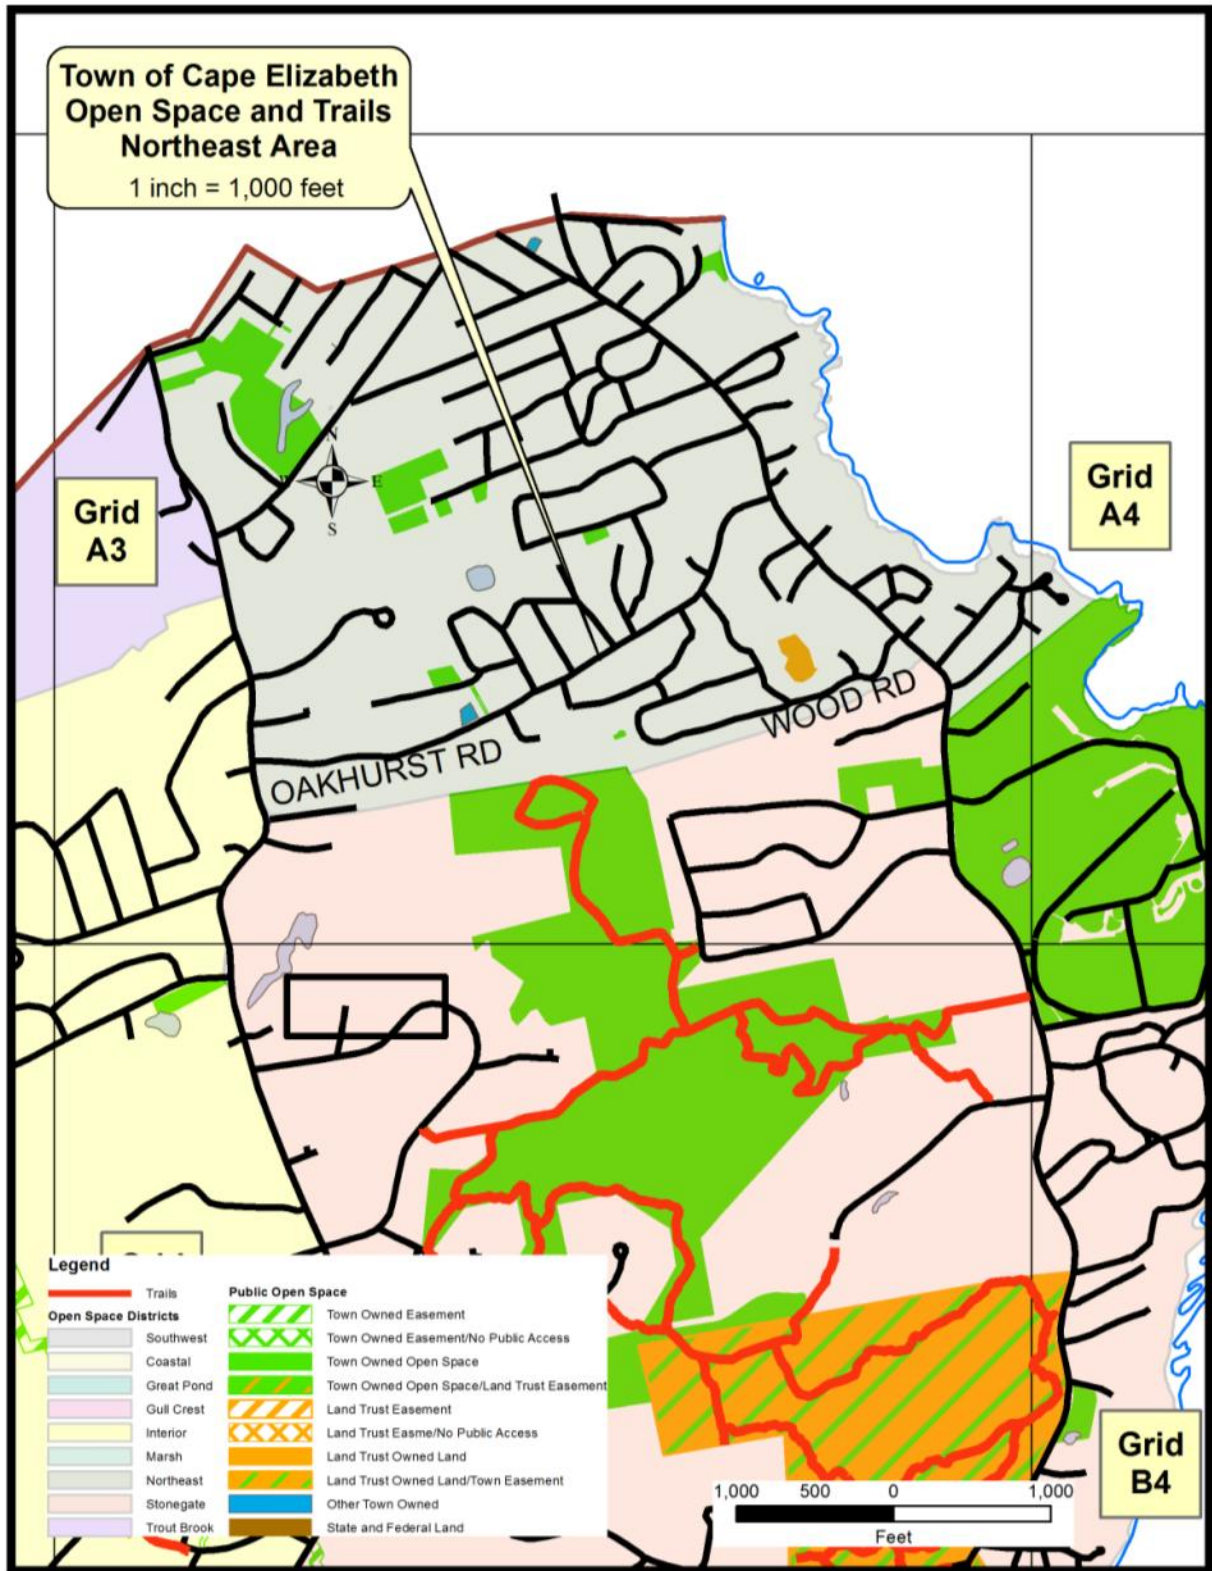 Town of Cape Elizabeth
Open Space and Trails
Northeast Area
1 inch = 1,000 feet
N
E
S
Grid
A3
Grid
A4
WOOD RD
OAKHURST RD
Legend
Trails
Open Space Districts
Southwest
Coastal
Great Pond
Gull Crest
Interior
Marsh
Northeast
Stonegate
Trout Brook
Public Open Space
Town Owned Easement
Town Owned Easement/No Public Access
Town Owned Open Space
Town Owned Open Space/Land Trust Easement
Land Trust Easement
Land Trust Easme/No Public Access
Land Trust Owned Land
Land Trust Owned Land/Town Easement
Other Town Owned
State and Federal Land
1,000 500 0 1,000
Feet
Grid
B4